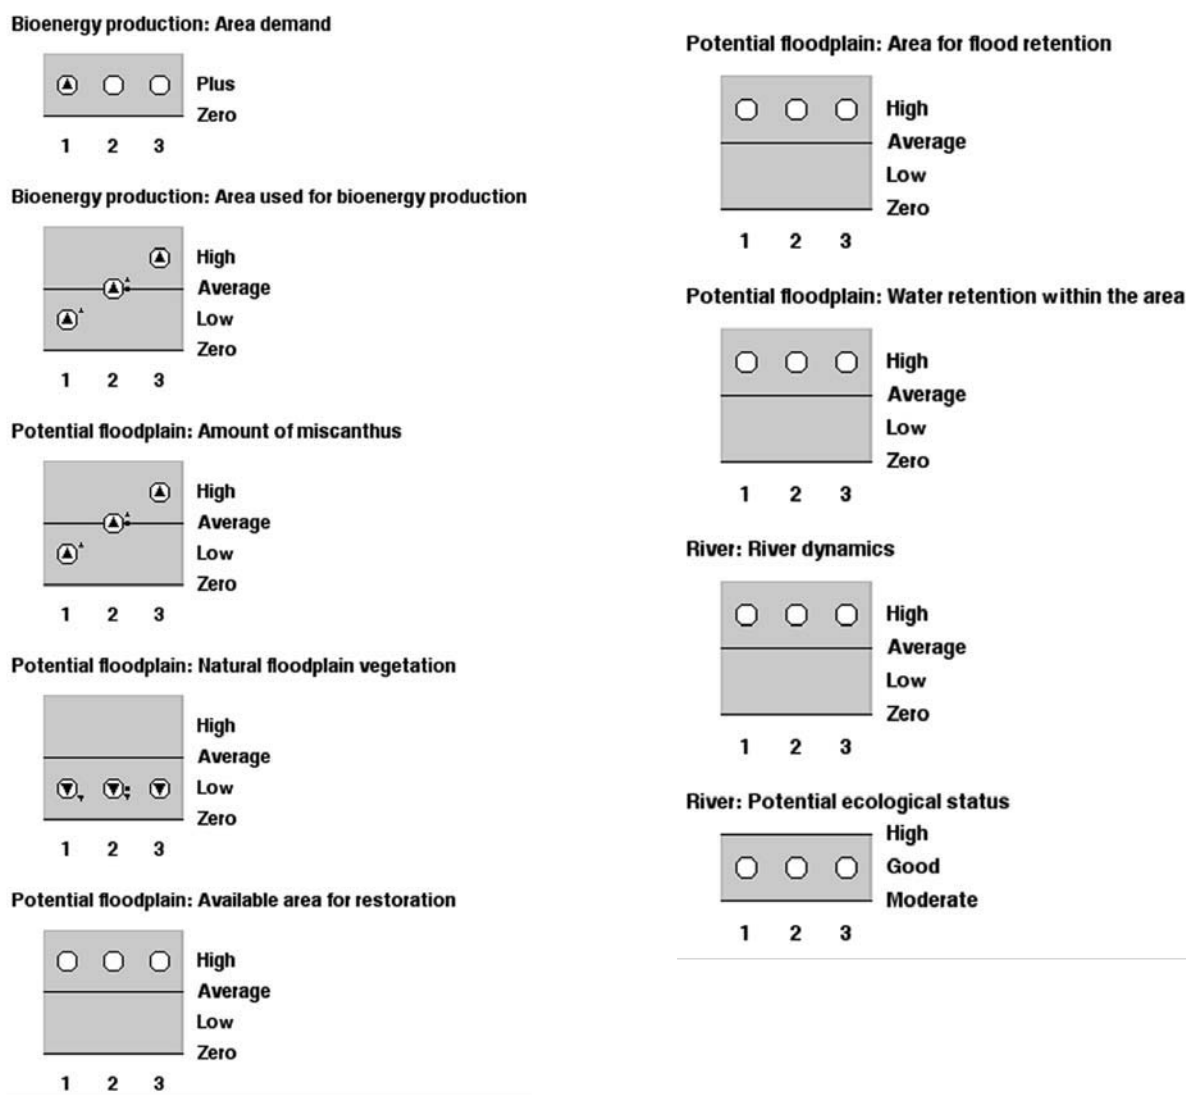 Bioenergy production: Area demand
Plus
Zero
1 2 3
Bioenergy production: Area used for bioenergy production
High
Average
Low
Zero
1 2 3
Potential floodplain: Amount of miscanthus
High
Average
Low
Zero
1 2 3
Potential floodplain: Natural floodplain vegetation
High
Average
Low
Zero
1 2 3
Potential floodplain: Available area for restoration
High
Average
Low
Zero
1 2 3
Potential floodplain: Area for flood retention
High
Average
Low
Zero
1 2 3
Potential floodplain: Water retention within the area
High
Average
Low
Zero
1 2 3
River: River dynamics
High
Average
Low
Zero
1 2 3
River: Potential ecological status
High
Good
Moderate
1 2 3